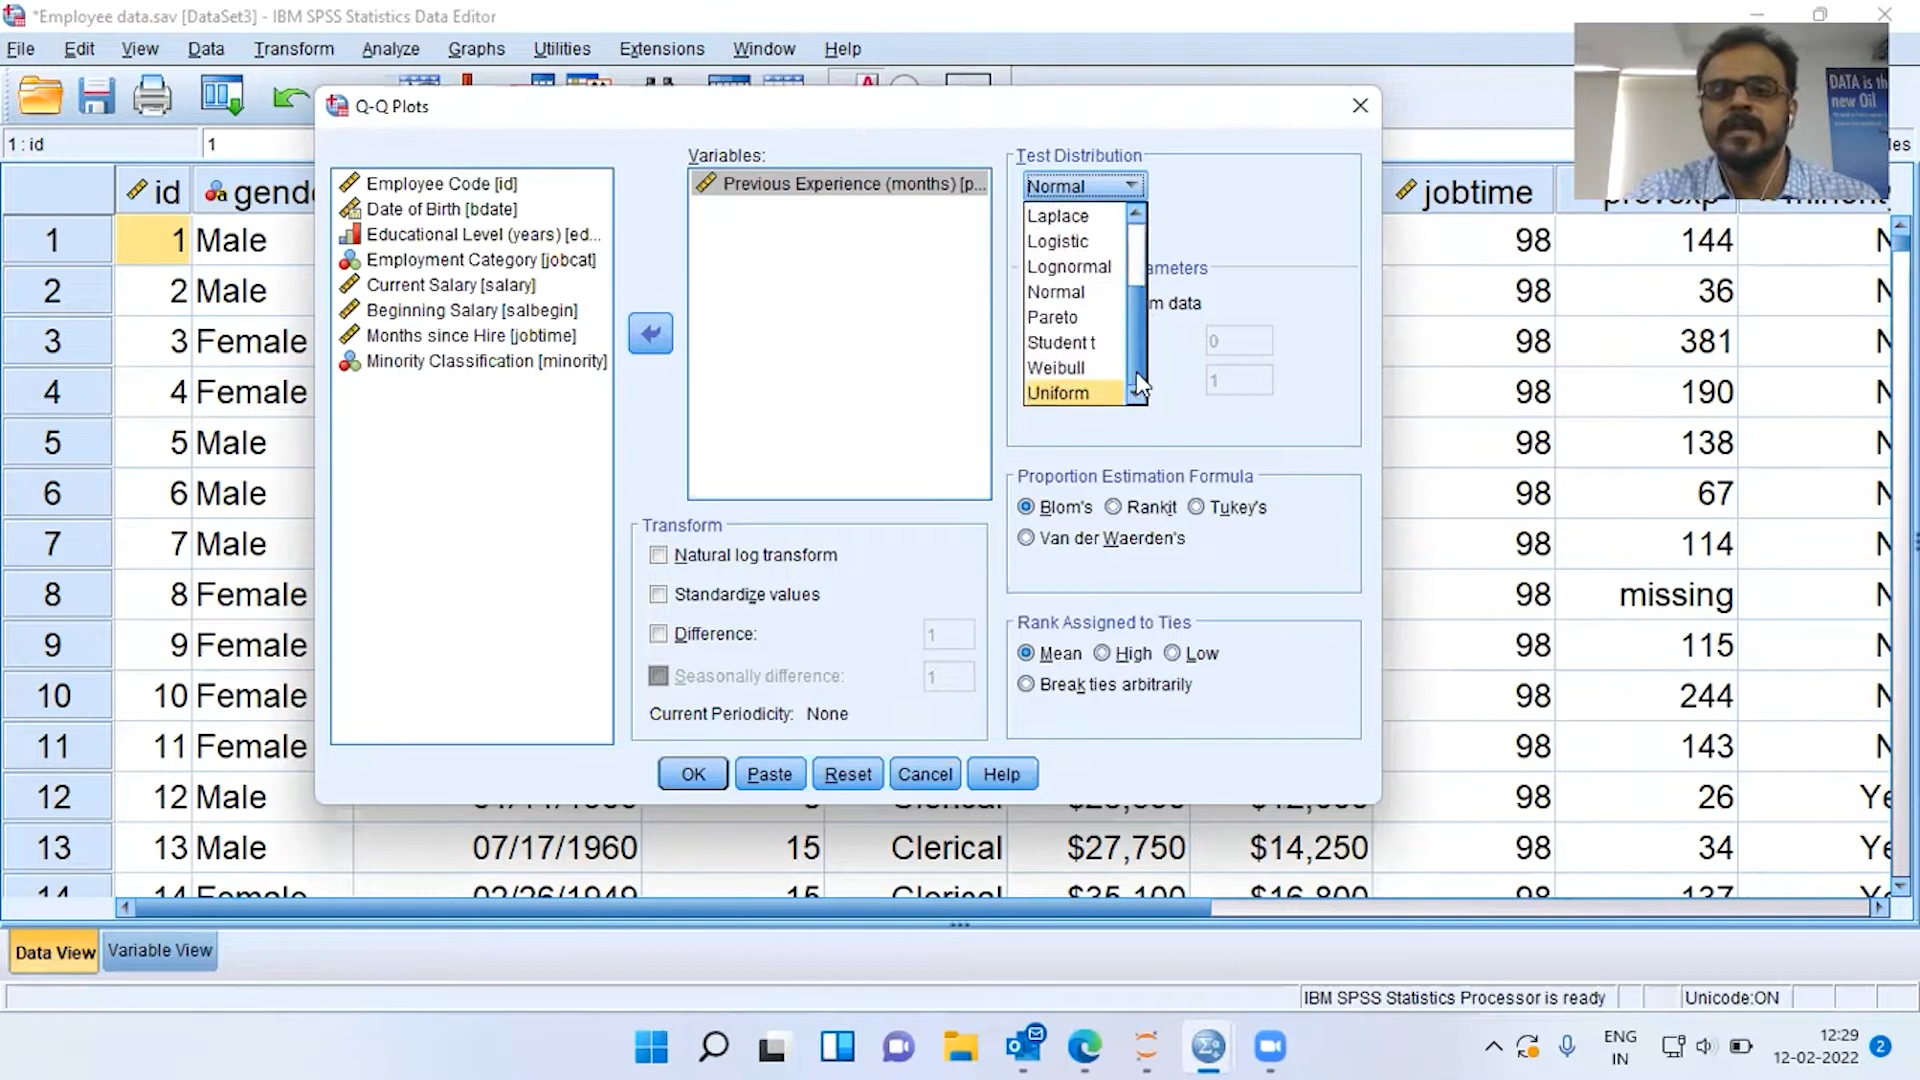 *Employee data.sav [DataSet3] - IBM SPSS Statistics Data Editor
File Edit View Data Transform Analyze Graphs Utilities Extensions Window Help
DATA is the
new Oil
1 : id 1
Q-Q Plots
Employee Code [id]
Date of Birth [bdate]
Educational Level (years) [ed...
Employment Category [jobcat]
Current Salary [salary]
Beginning Salary [salbegin]
Months since Hire [jobtime]
Minority Classification [minority]
Variables:
Previous Experience (months) [p...
Transform
Natural log transform
Standardize values
Difference: 1
Seasonally difference: 1
Current Periodicity: None
Test Distribution
Normal
Laplace
Logistic
Lognormal
Normal
Pareto
Student t
Weibull
Uniform
ameters
m data
0
1
Proportion Estimation Formula
Blom's Rankit Tukey's
Van der Waerden's
Rank Assigned to Ties
Mean High Low
Break ties arbitrarily
OK Paste Reset Cancel Help
id gende jobtime
1 1 Male 98 144 N
2 2 Male 98 36 N
3 3 Female 98 381 N
4 4 Female 98 190 N
5 5 Male 98 138 N
6 6 Male 98 67 N
7 7 Male 98 114 N
8 8 Female 98 missing N
9 9 Female 98 115 N
10 10 Female 98 244 N
11 11 Female 98 143 N
12 12 Male 98 26 Ye
13 13 Male 07/17/1960 15 Clerical $27,750 $14,250 98 34 Ye
14 14 Female 02/26/1949 15 Clerical $35,100 $16,800 98 137 Ye
Data View Variable View
IBM SPSS Statistics Processor is ready Unicode:ON
ENG
IN
12:29
12-02-2022
2